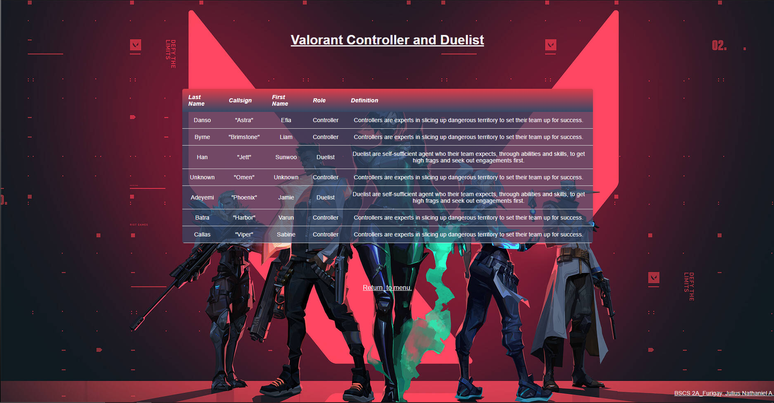 Valorant Controller and Duelist
DEFY THE
LIMITS
02.
Last Name Callsign First Name Role Definition
Danso "Astra" Efia Controller Controllers are experts in slicing up dangerous territory to set their team up for success.
Byrne "Brimstone" Liam Controller Controllers are experts in slicing up dangerous territory to set their team up for success.
Han "Jett" Sunwoo Duelist Duelist are self-sufficient agent who their team expects, through abilities and skills, to get
high frags and seek out engagements first.
Unknown "Omen" Unknown Controller Controllers are experts in slicing up dangerous territory to set their team up for success.
Adeyemi "Phoenix" Jamie Duelist Duelist are self-sufficient agent who their team expects, through abilities and skills, to get
high frags and seek out engagements first.
Batra "Harbor" Varun Controller Controllers are experts in slicing up dangerous territory to set their team up for success.
Callas "Viper" Sabine Controller Controllers are experts in slicing up dangerous territory to set their team up for success.
Return to menu
DEFY THE
LIMITS
BSCS 2A_Furigay, Julius Nathaniel A.